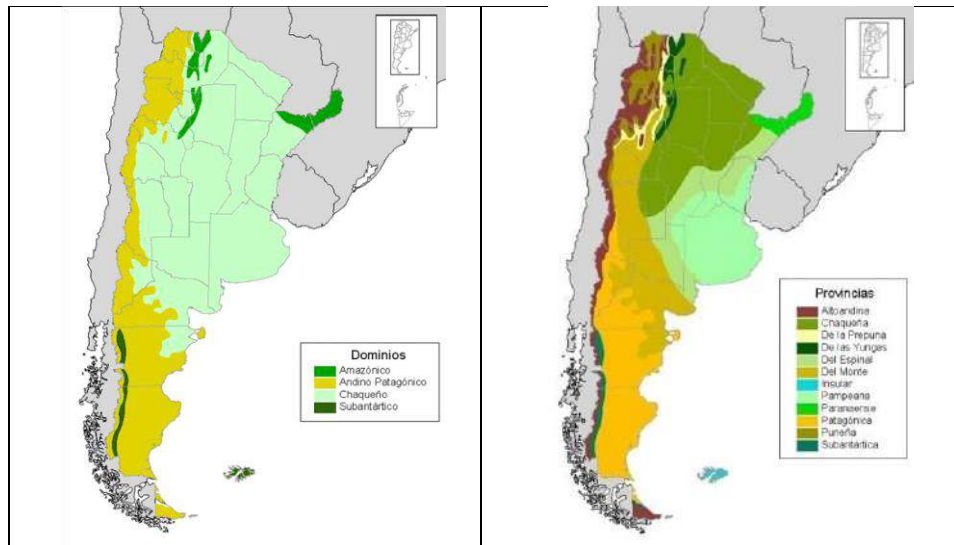 Dominios
Amazónico
Andino Patagónico
Chaqueño
Subantártico
Provincias
Altoandina
Chaqueña
De la Prepuna
De las Yungas
Del Espinal
Del Monte
Insular
Pampeana
Paranaense
Patagónica
Puneña
Subantártica